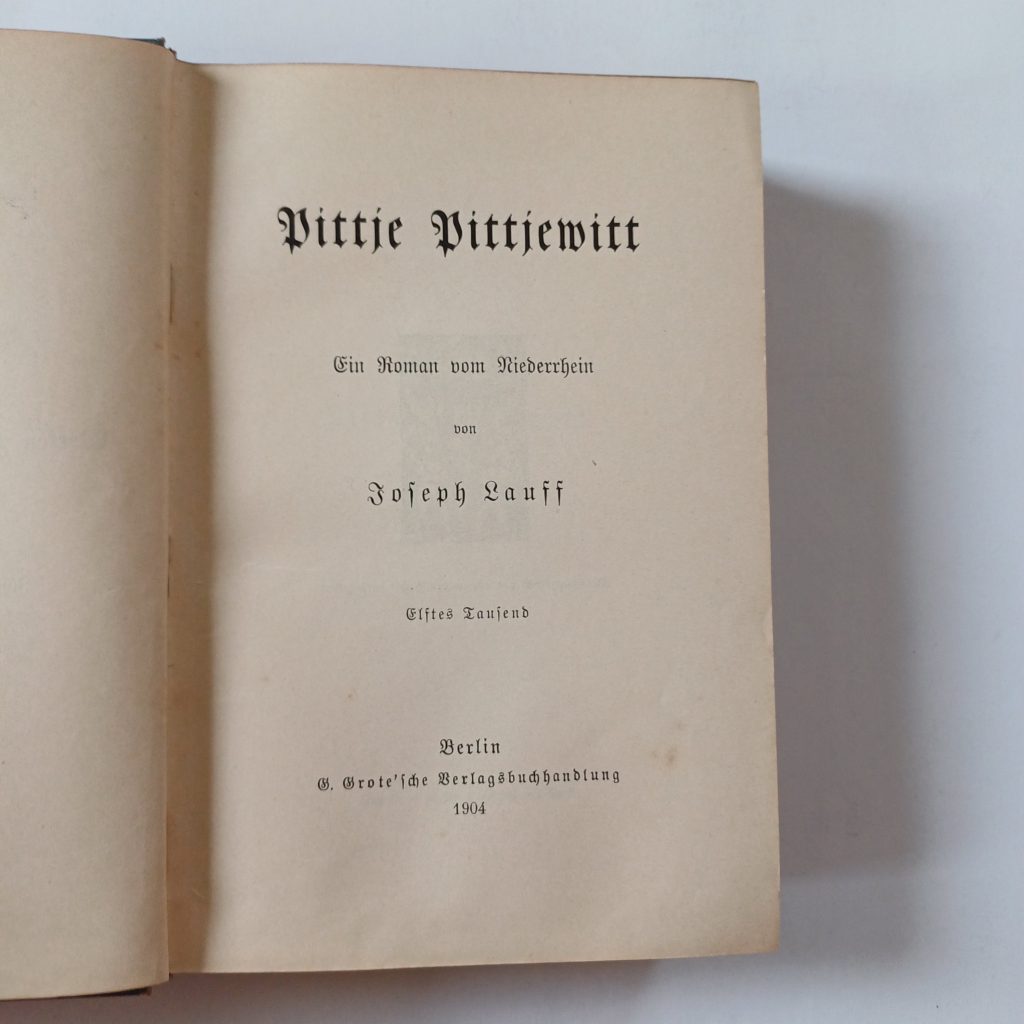 Pittje Pittjewitt
Ein Roman vom Niederrhein
von
Joſeph Lauff
Elftes Tauſend
Berlin
G. Grote'ſche Verlagsbuchhandlung
1904